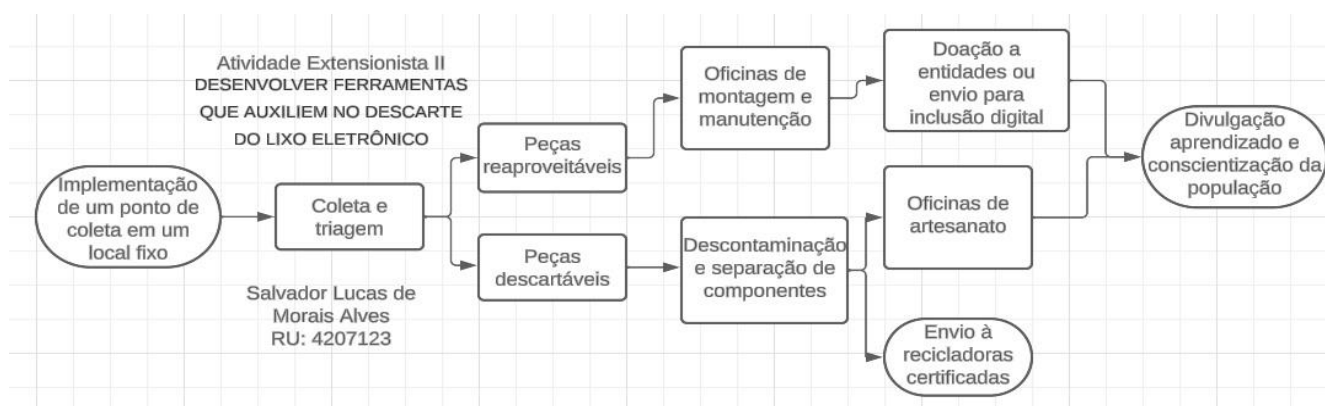 Atividade Extensionista II
DESENVOLVER FERRAMENTAS
QUE AUXILIEM NO DESCARTE
DO LIXO ELETRÔNICO
Implementação
de um ponto de
coleta em um
local fixo
Coleta e
triagem
Salvador Lucas de
Morais Alves
RU: 4207123
Peças
reaproveitáveis
Peças
descartáveis
Oficinas de
montagem e
manutenção
Descontaminação
e separação de
componentes
Doação a
entidades ou
envio para
inclusão digital
Oficinas de
artesanato
Envio à
recicladoras
certificadas
Divulgação
aprendizado e
conscientização da
população